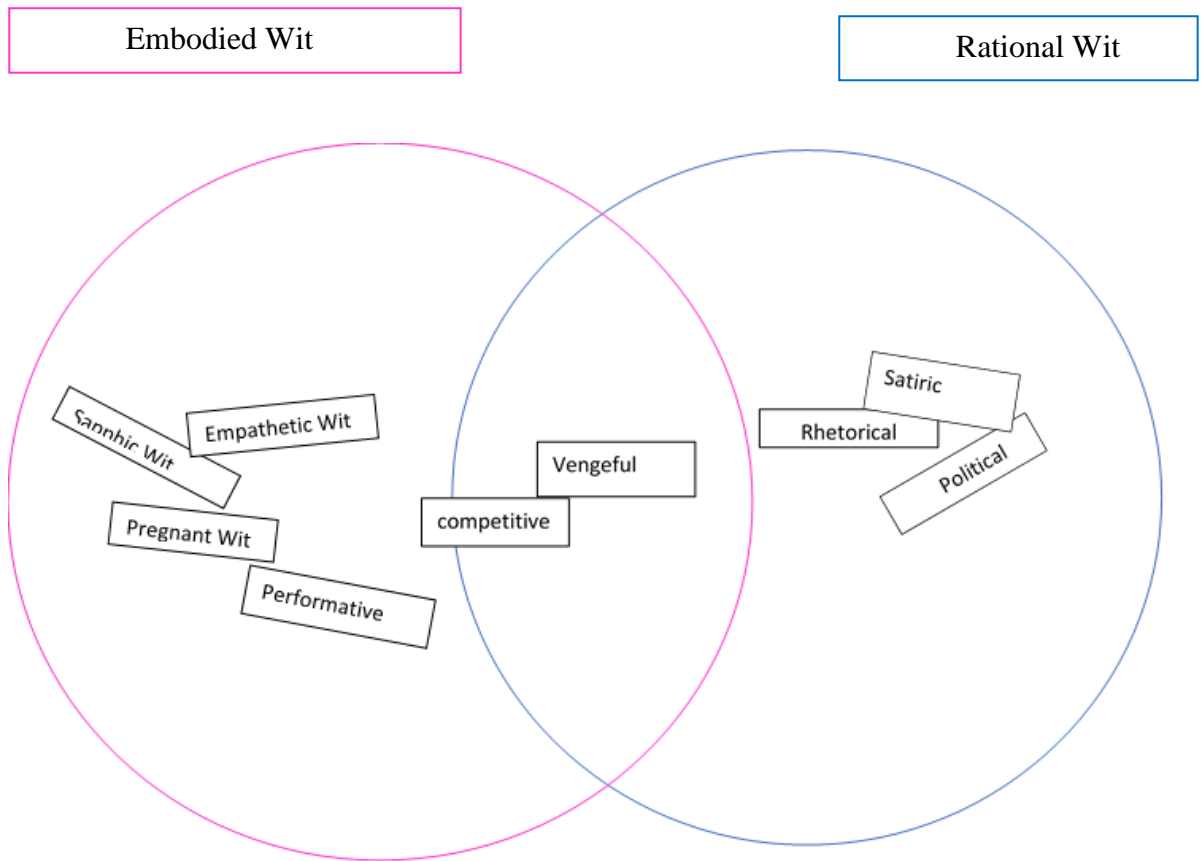 Embodied Wit
Rational Wit
Satiric
Empathetic Wit
Sapphic Wit
Rhetorical
Vengeful
Political
competitive
Pregnant Wit
Performative